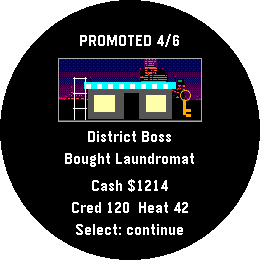 PROMOTED 4/6
District Boss
Bought Laundromat
Cash $1214
Cred 120 Heat 42
Select: continue